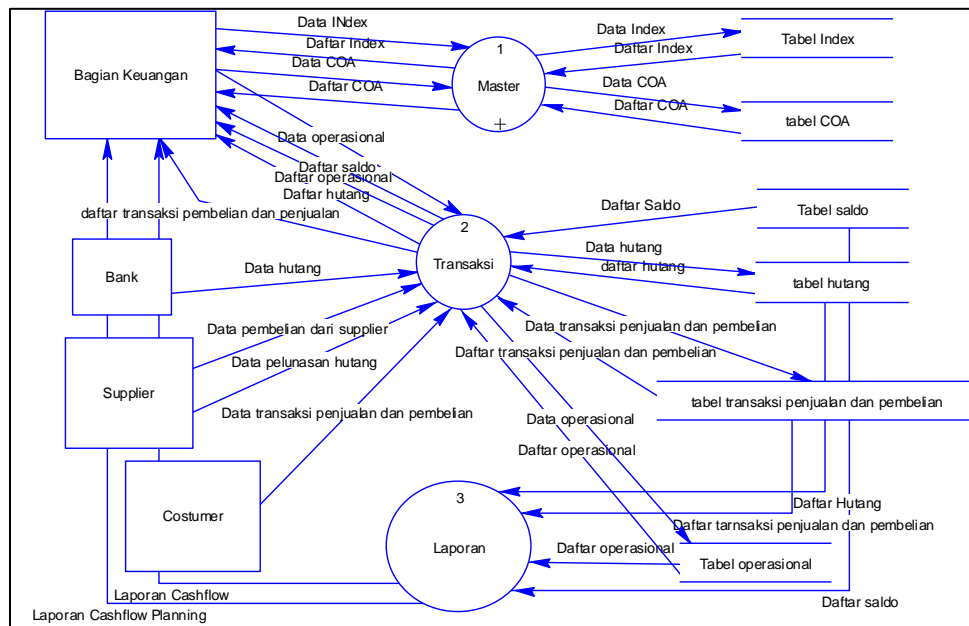 Data INdex
Daftar Index
Data COA
Daftar COA
Bagian Keuangan
1
Master
+
Data Index
Daftar Index
Data COA
Daftar COA
Tabel Index
tabel COA
Data operasional
Daftar saldo
Daftar operasional
Daftar hutang
daftar transaksi pembelian dan penjualan
2
Transaksi
Daftar Saldo
Tabel saldo
Data hutang
daftar hutang
tabel hutang
Bank
Data hutang
Data pembelian dari supplier
Data pelunasan hutang
Supplier
Data transaksi penjualan dan pembelian
Daftar transaksi penjualan dan pembelian
tabel transaksi penjualan dan pembelian
Data transaksi penjualan dan pembelian
Data operasional
Daftar operasional
Costumer
3
Laporan
Daftar Hutang
Daftar tarnsaksi penjualan dan pembelian
Daftar operasional
Tabel operasional
Daftar saldo
Laporan Cashflow
Laporan Cashflow Planning